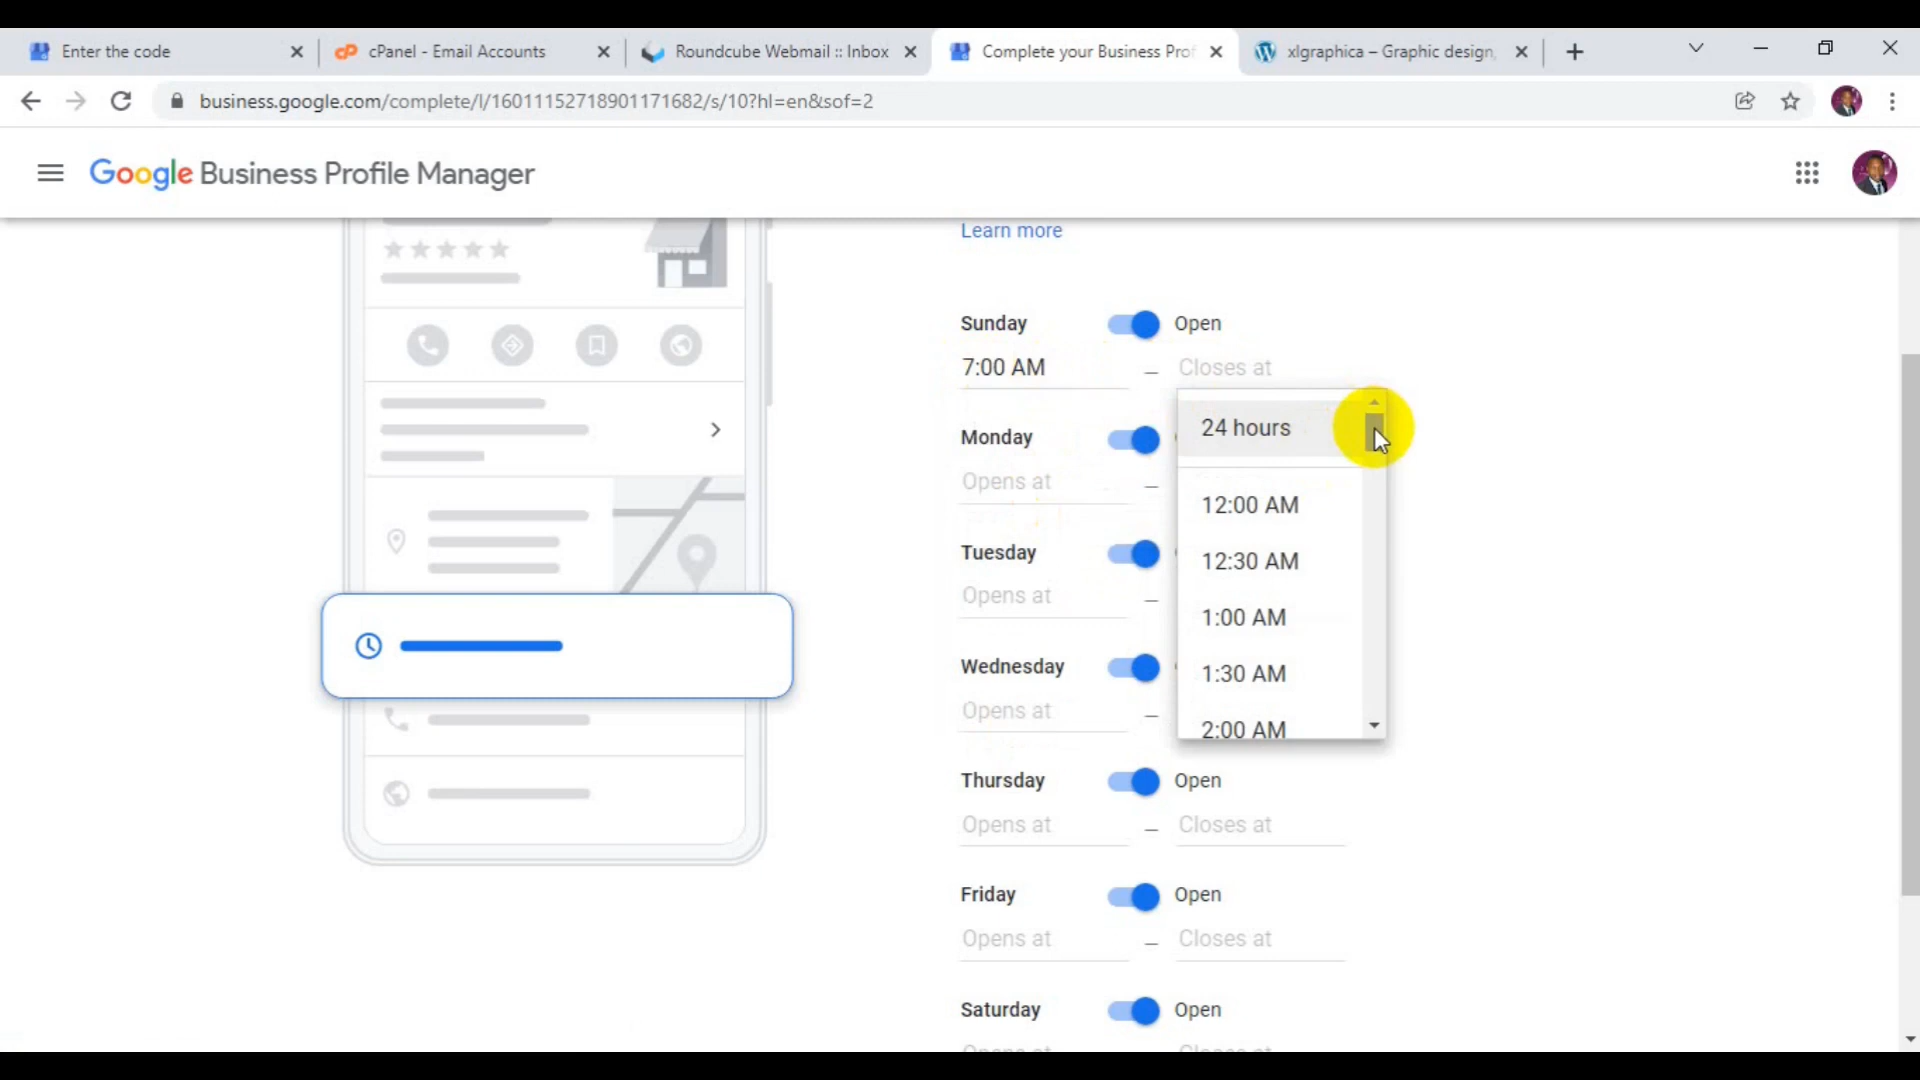 Enter the code
cPanel - Email Accounts
Roundcube Webmail :: Inbox
Complete your Business Prof
xlgraphica – Graphic design,
business.google.com/complete/l/16011152718901171682/s/10?hl=en&sof=2
Google Business Profile Manager
Learn more
Sunday Open
7:00 AM – Closes at
24 hours
Monday
Opens at –
12:00 AM
Tuesday
12:30 AM
Opens at –
1:00 AM
Wednesday
1:30 AM
Opens at –
2:00 AM
Thursday Open
Opens at – Closes at
Friday Open
Opens at – Closes at
Saturday Open